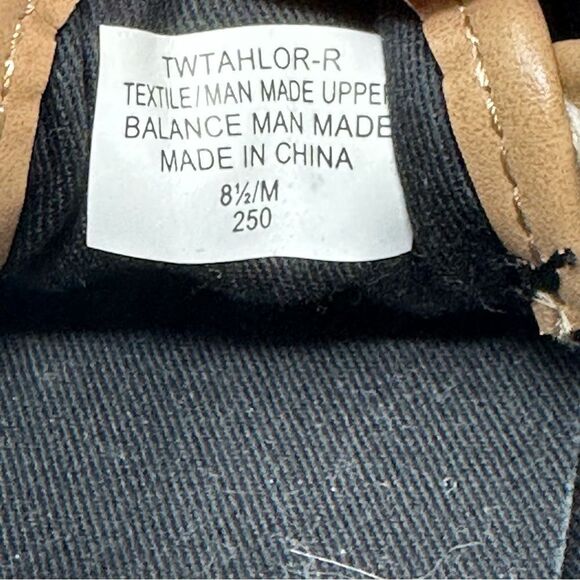 TWTAHLOR-R
TEXTILE/MAN MADE UPPER
BALANCE MAN MADE
MADE IN CHINA
8½/M
250